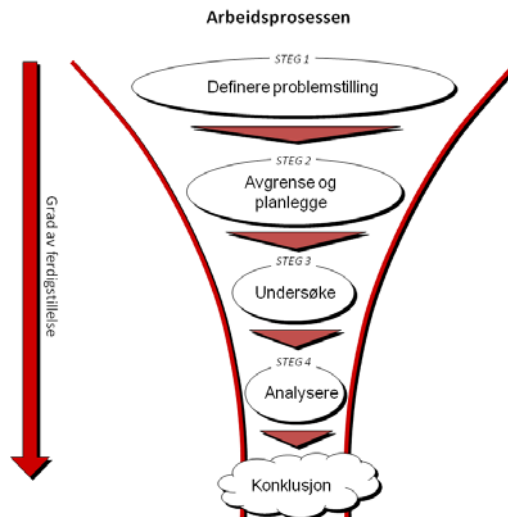 Arbeidsprosessen
STEG 1
Definere problemstilling
STEG 2
Avgrense og
planlegge
STEG 3
Undersøke
STEG 4
Analysere
Konklusjon
Grad av ferdigstillelse